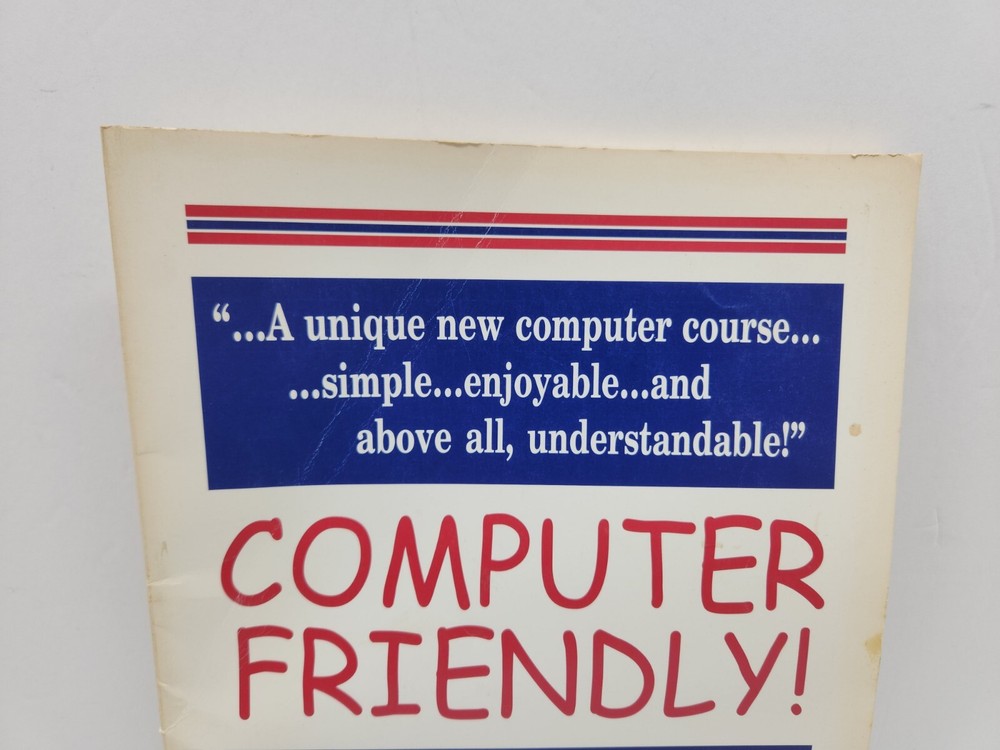 “...A unique new computer course...
...simple...enjoyable...and
above all, understandable!”
COMPUTER
FRIENDLY!